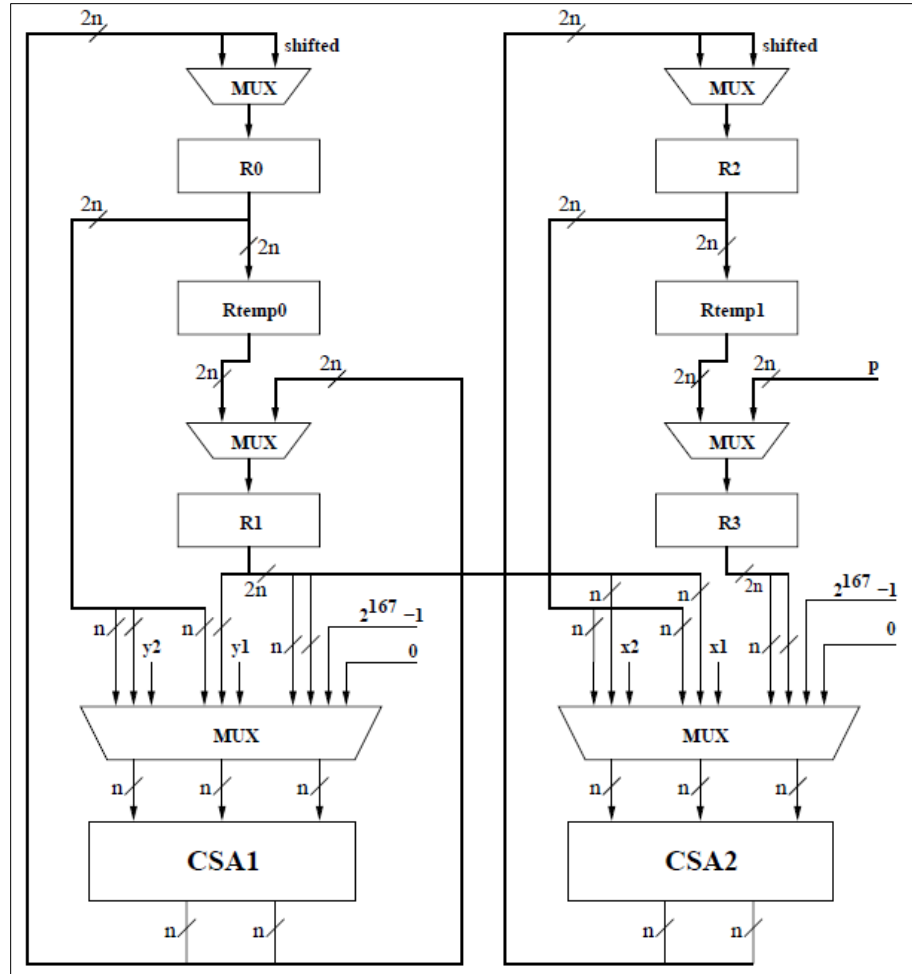 2n 2n
shifted shifted
MUX MUX
R0 R2
2n 2n
2n 2n
Rtemp0 Rtemp1
2n 2n 2n 2n p
MUX MUX
R1 R3
2n n n 2n 2^167 −1
n n n 2^167 −1 n n n 0
y2 y1 0 x2 x1
MUX MUX
n n n n n n
CSA1 CSA2
n n n n